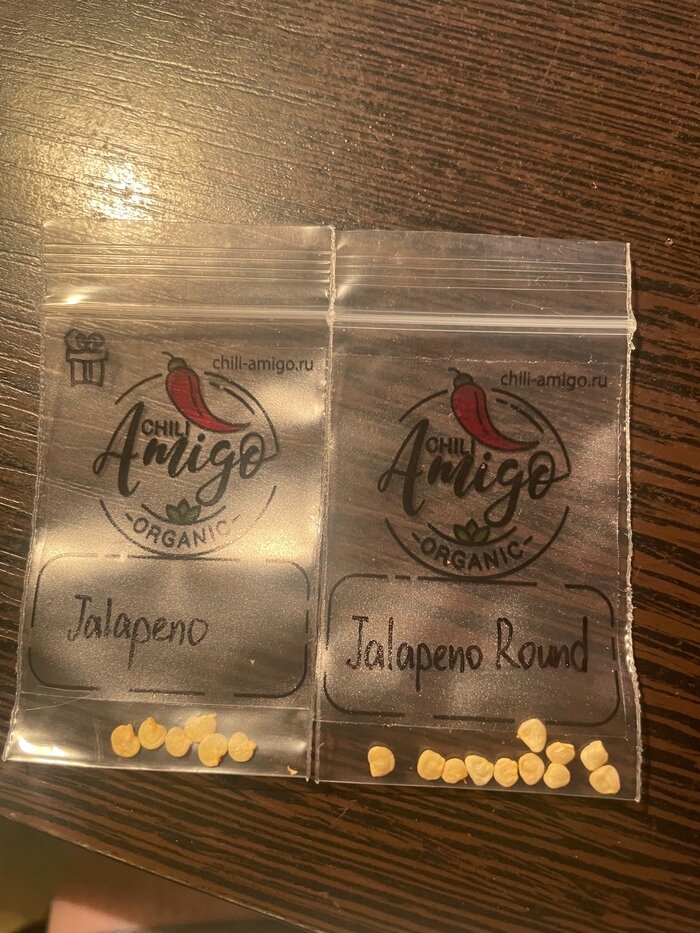 chili-amigo.ru
CHILI
Amigo
-ORGANIC-
Jalapeno
chili-amigo.ru
CHILI
Amigo
-ORGANIC-
Jalapeno Round